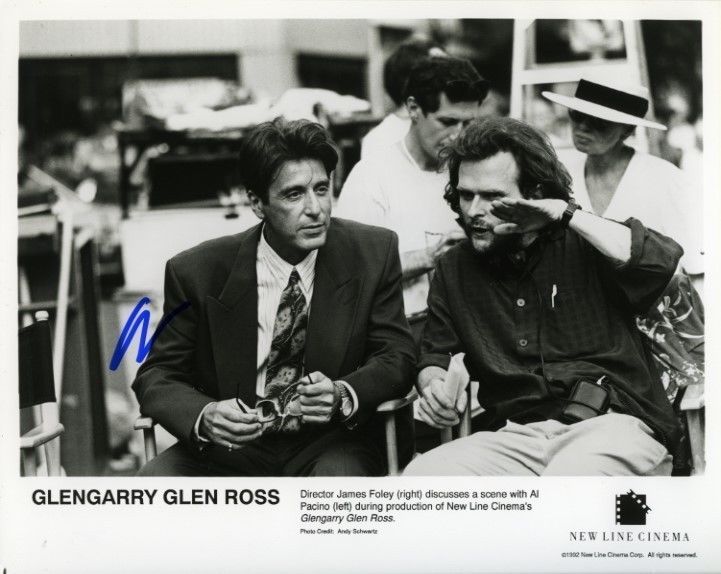 GLENGARRY GLEN ROSS
Director James Foley (right) discusses a scene with Al
Pacino (left) during production of New Line Cinema's
Glengarry Glen Ross.
Photo Credit: Andy Schwartz
NEW LINE CINEMA
©1992 New Line Cinema Corp. All rights reserved.